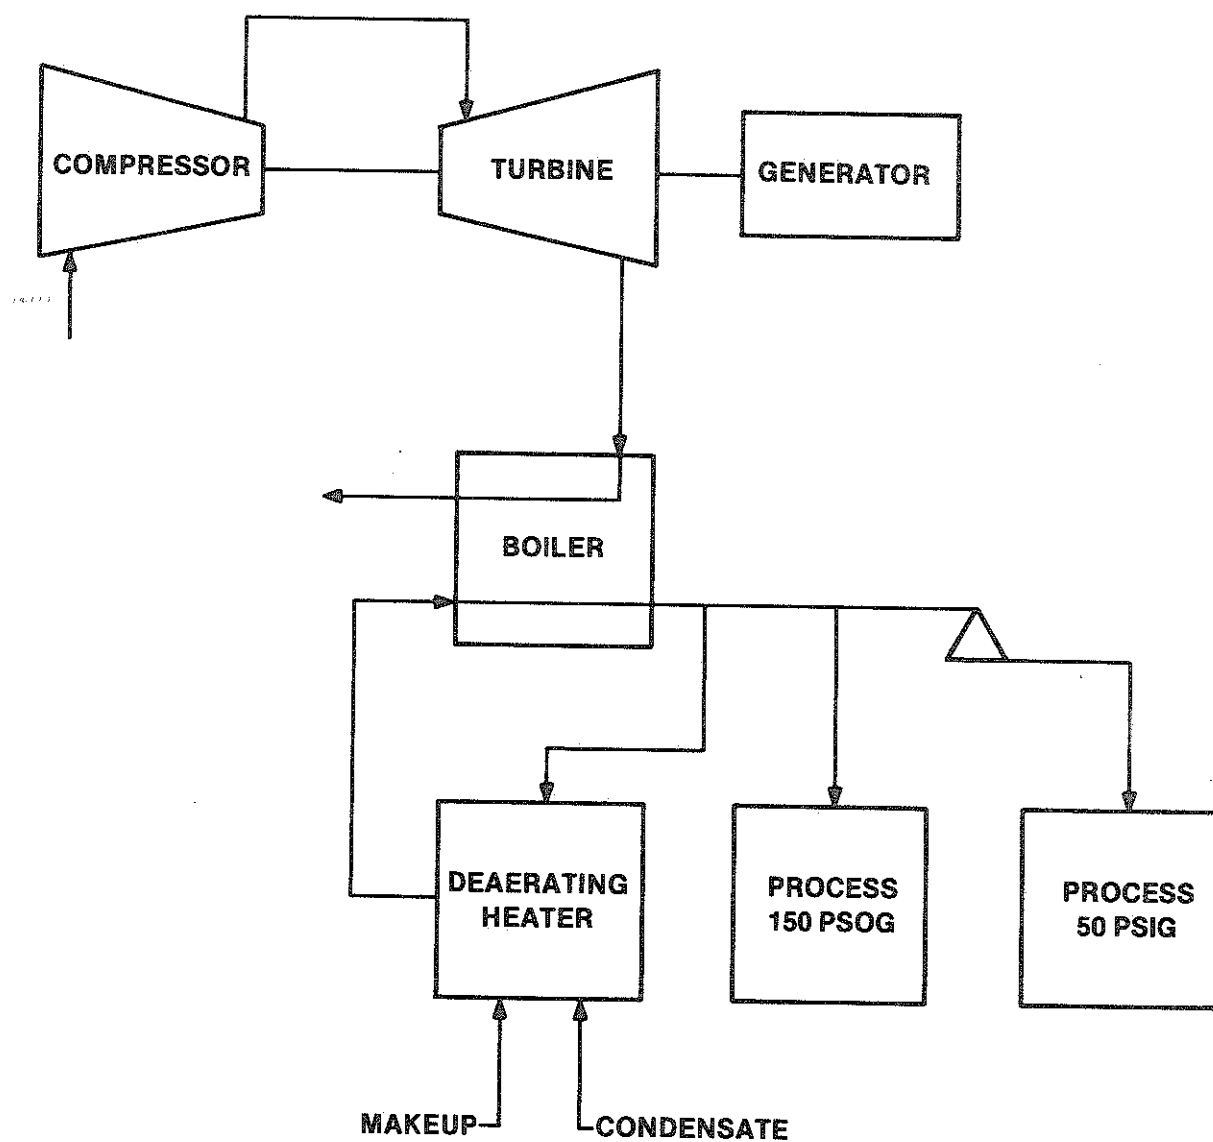 COMPRESSOR
TURBINE
GENERATOR
BOILER
DEAERATING
HEATER
PROCESS
150 PSOG
PROCESS
50 PSIG
MAKEUP
CONDENSATE